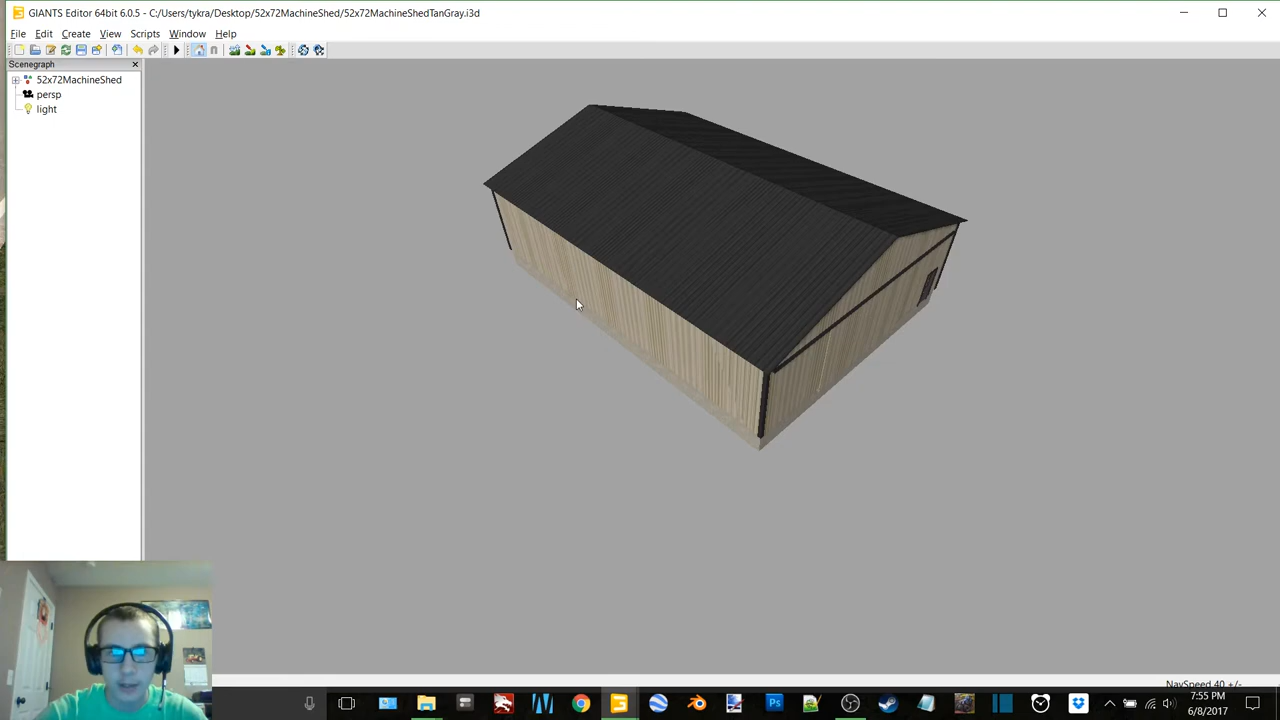 GIANTS Editor 64bit 6.0.5 - C:/Users/tykra/Desktop/52x72MachineShed/52x72MachineShedTanGray.i3d
File Edit Create View Scripts Window Help
Scenegraph
52x72MachineShed
persp
light
NavSpeed 40 +/-
7:55 PM
6/8/2017